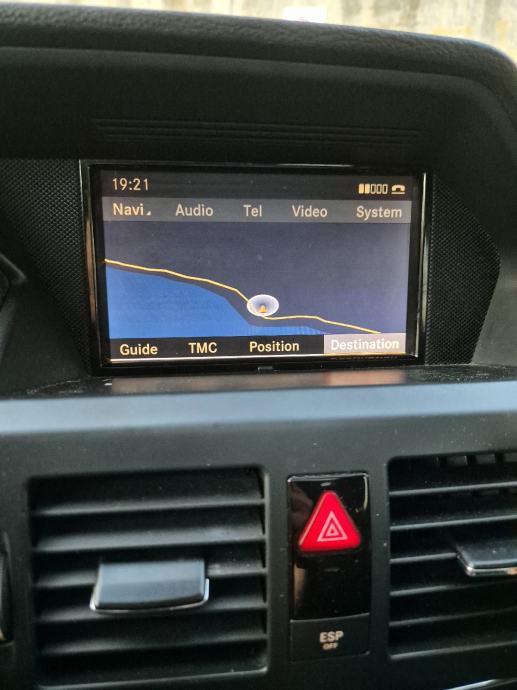 19:21
Navi Audio Tel Video System
Guide TMC Position Destination
ESP
OFF